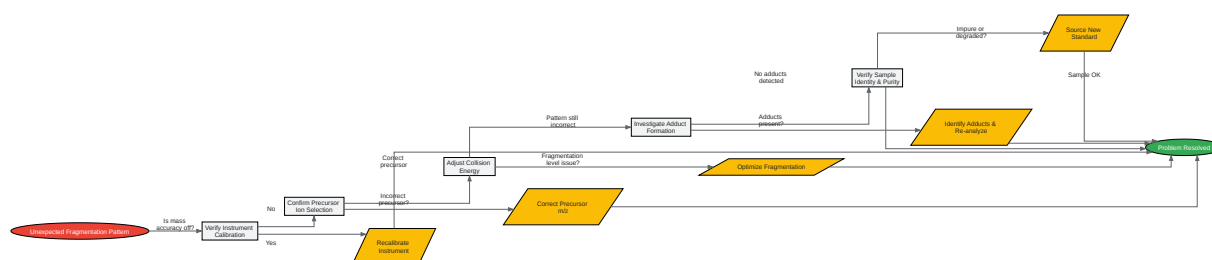 Unexpected Fragmentation Pattern
Is mass
accuracy off?
Verify Instrument
Calibration
No
Yes
Confirm Precursor
Ion Selection
Recalibrate
Instrument
Correct
precursor
Incorrect
precursor?
Adjust Collision
Energy
Correct Precursor
m/z
Pattern still
incorrect
Fragmentation
level issue?
Investigate Adduct
Formation
Optimize Fragmentation
No adducts
detected
Adducts
present?
Verify Sample
Identity & Purity
Identify Adducts &
Re-analyze
Impure or
degraded?
Source New
Standard
Sample OK
Problem Resolved